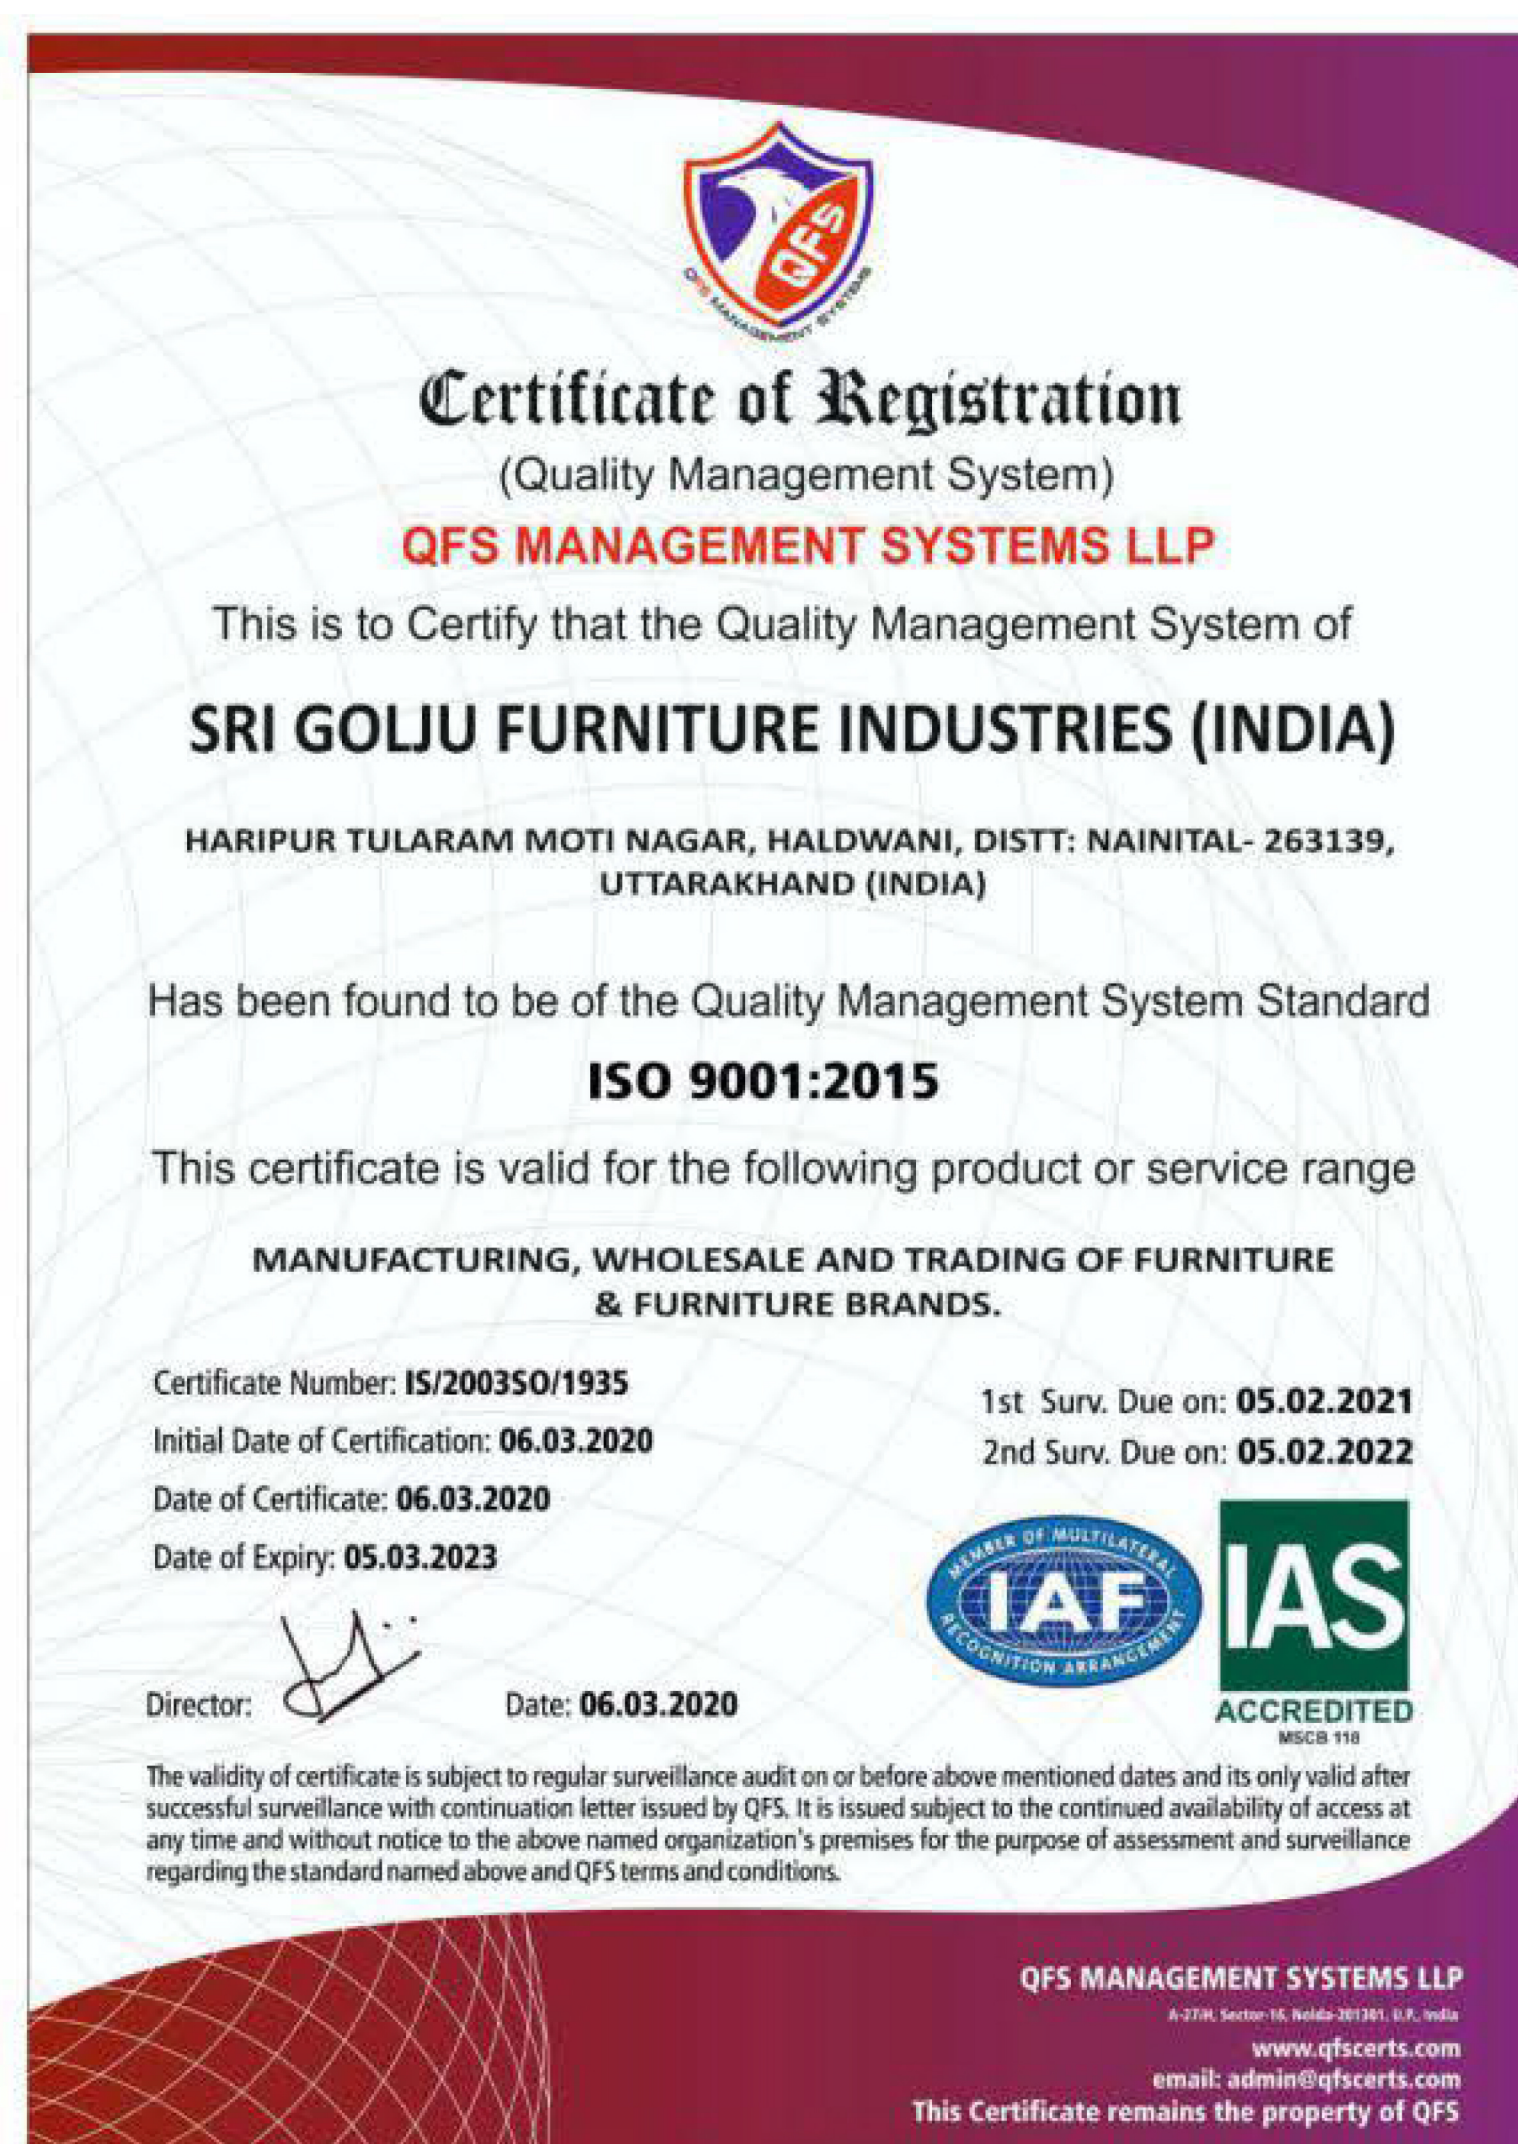 QFS
QFS MANAGEMENT SYSTEMS
Certificate of Registration
(Quality Management System)
QFS MANAGEMENT SYSTEMS LLP
This is to Certify that the Quality Management System of
SRI GOLJU FURNITURE INDUSTRIES (INDIA)
HARIPUR TULARAM MOTI NAGAR, HALDWANI, DISTT: NAINITAL- 263139,
UTTARAKHAND (INDIA)
Has been found to be of the Quality Management System Standard
ISO 9001:2015
This certificate is valid for the following product or service range
MANUFACTURING, WHOLESALE AND TRADING OF FURNITURE
& FURNITURE BRANDS.
Certificate Number: IS/2003SO/1935
Initial Date of Certification: 06.03.2020
Date of Certificate: 06.03.2020
Date of Expiry: 05.03.2023
1st Surv. Due on: 05.02.2021
2nd Surv. Due on: 05.02.2022
MEMBER OF MULTILATERAL
IAF
RECOGNITION ARRANGEMENT
IAS
ACCREDITED
MSCB 118
Director:
Date: 06.03.2020
The validity of certificate is subject to regular surveillance audit on or before above mentioned dates and its only valid after
successful surveillance with continuation letter issued by QFS. It is issued subject to the continued availability of access at
any time and without notice to the above named organization's premises for the purpose of assessment and surveillance
regarding the standard named above and QFS terms and conditions.
QFS MANAGEMENT SYSTEMS LLP
A-27/H, Sector-16, Noida-201301, U.P., India
www.qfscerts.com
email: admin@qfscerts.com
This Certificate remains the property of QFS